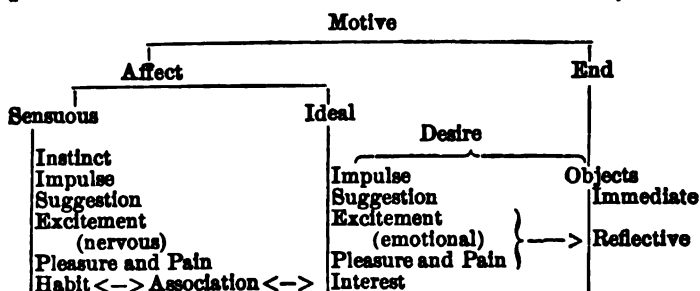 Motive
Affect End
Sensuous Ideal
Desire
Instinct
Impulse Impulse Objects
Suggestion Suggestion Immediate
Excitement Excitement
(nervous) (emotional) —> Reflective
Pleasure and Pain Pleasure and Pain
Habit <—> Association <—> Interest